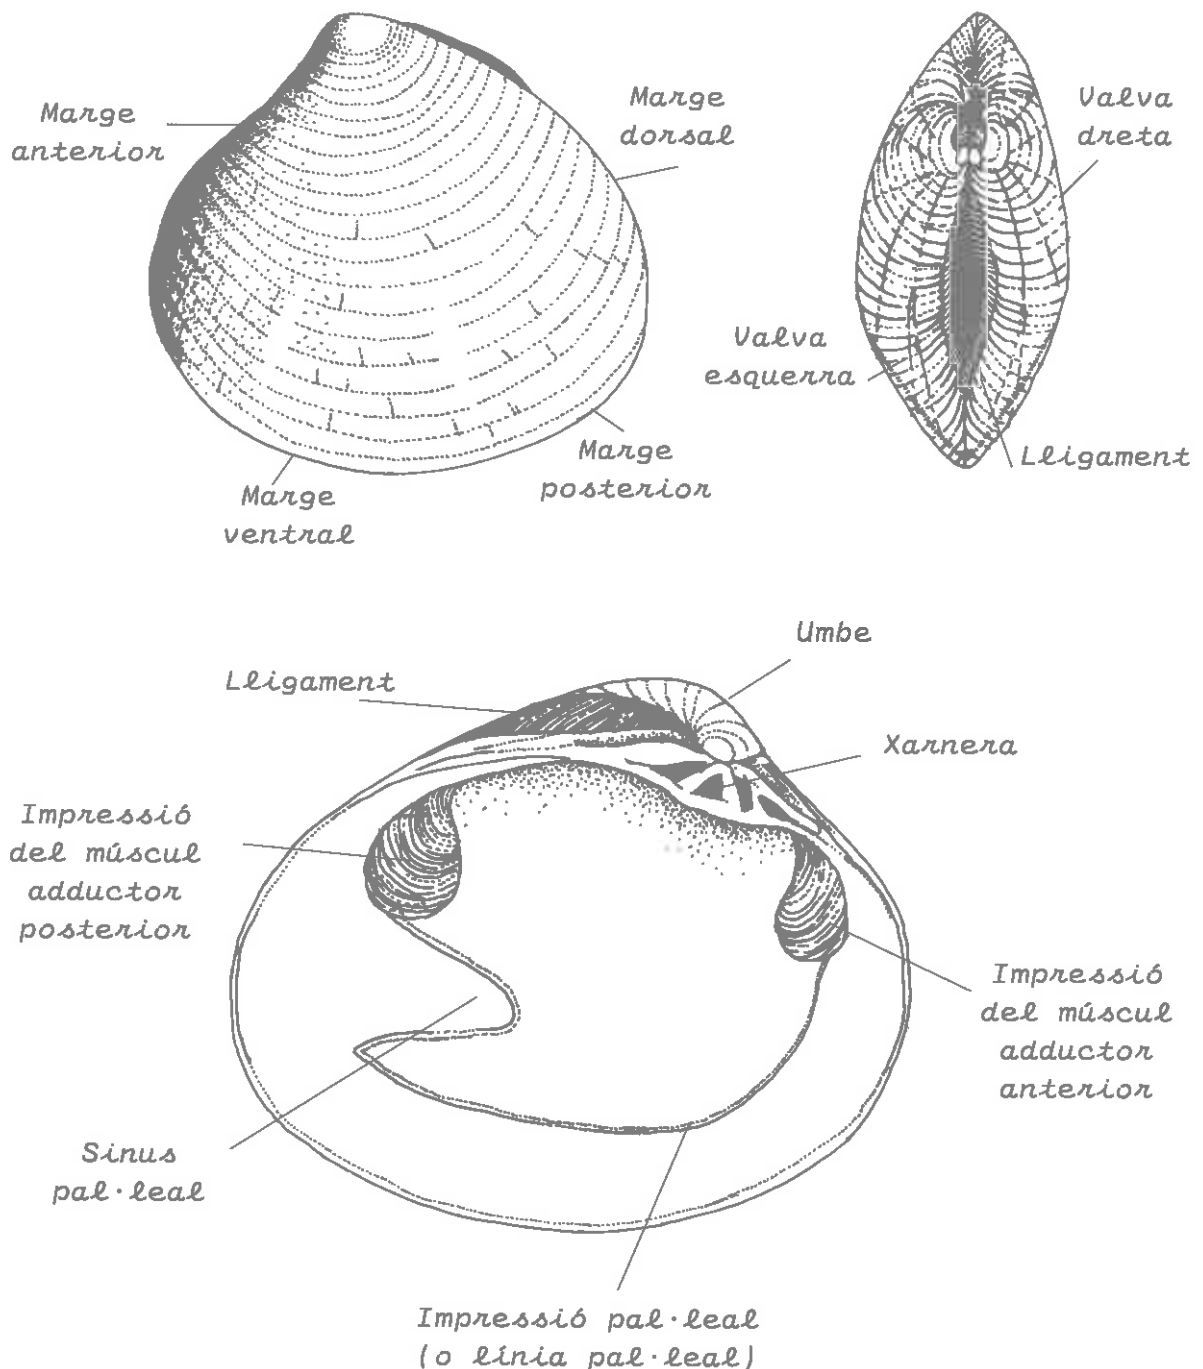 Marge
anterior
Marge
dorsal
Valva
dreta
Valva
esquerra
Lligament
Marge
posterior
Marge
ventral
Umbe
Lligament
Xarnera
Impressió
del múscul
adductor
posterior
Impressió
del múscul
adductor
anterior
Sinus
pal·leal
Impressió pal·leal
(o línia pal·leal)